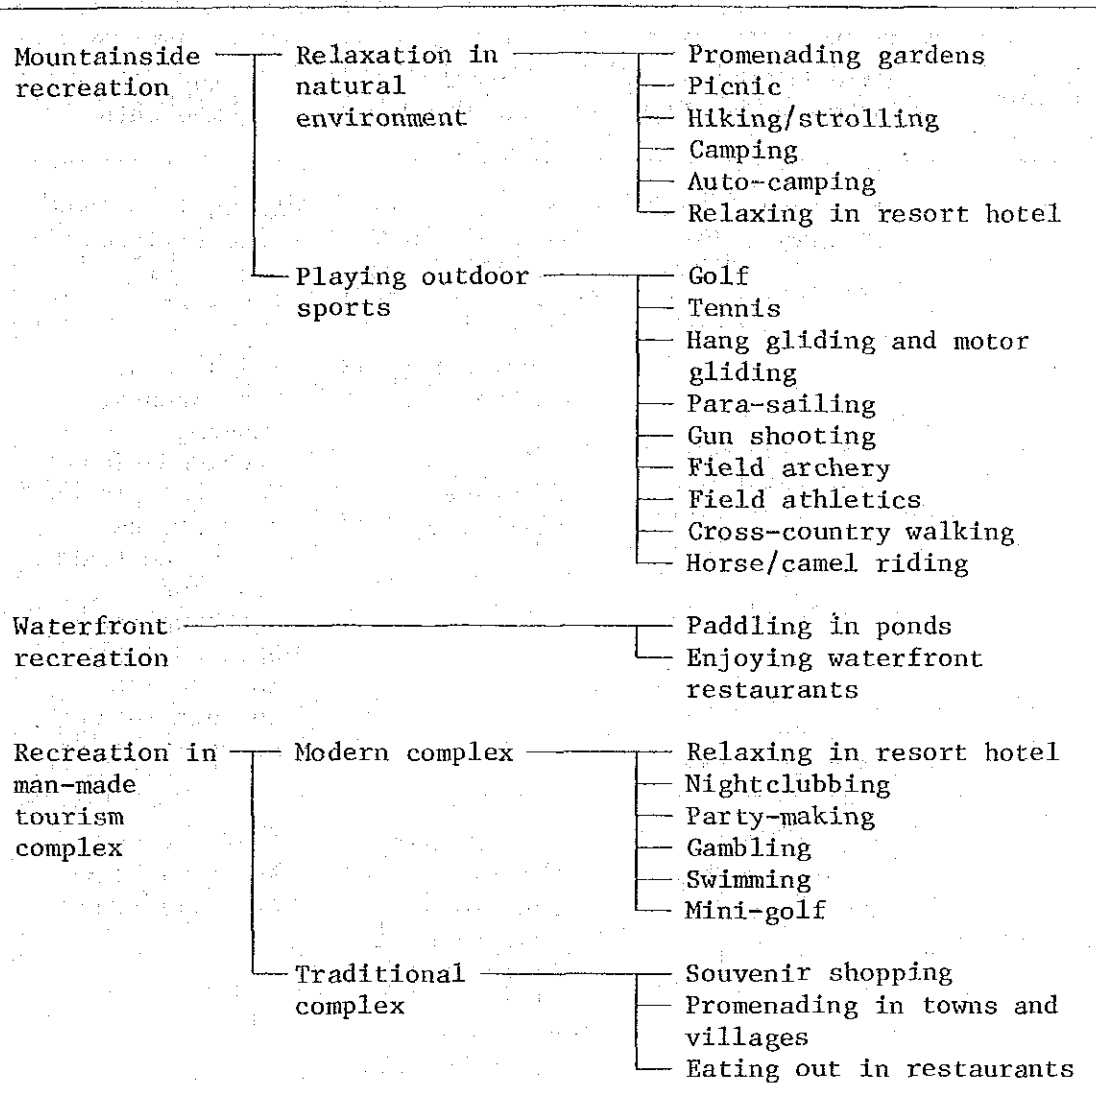 Mountainside recreation
Relaxation in natural environment
Promenading gardens
Picnic
Hiking/strolling
Camping
Auto-camping
Relaxing in resort hotel
Playing outdoor sports
Golf
Tennis
Hang gliding and motor gliding
Para-sailing
Gun shooting
Field archery
Field athletics
Cross-country walking
Horse/camel riding
Waterfront recreation
Paddling in ponds
Enjoying waterfront restaurants
Recreation in man-made tourism complex
Modern complex
Relaxing in resort hotel
Nightclubbing
Party-making
Gambling
Swimming
Mini-golf
Traditional complex
Souvenir shopping
Promenading in towns and villages
Eating out in restaurants